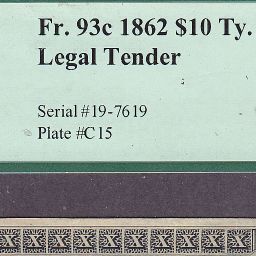 Fr. 93c 1862 $10 Ty.
Legal Tender
Serial #19-7619
Plate #C15
X X X X X X X X X X